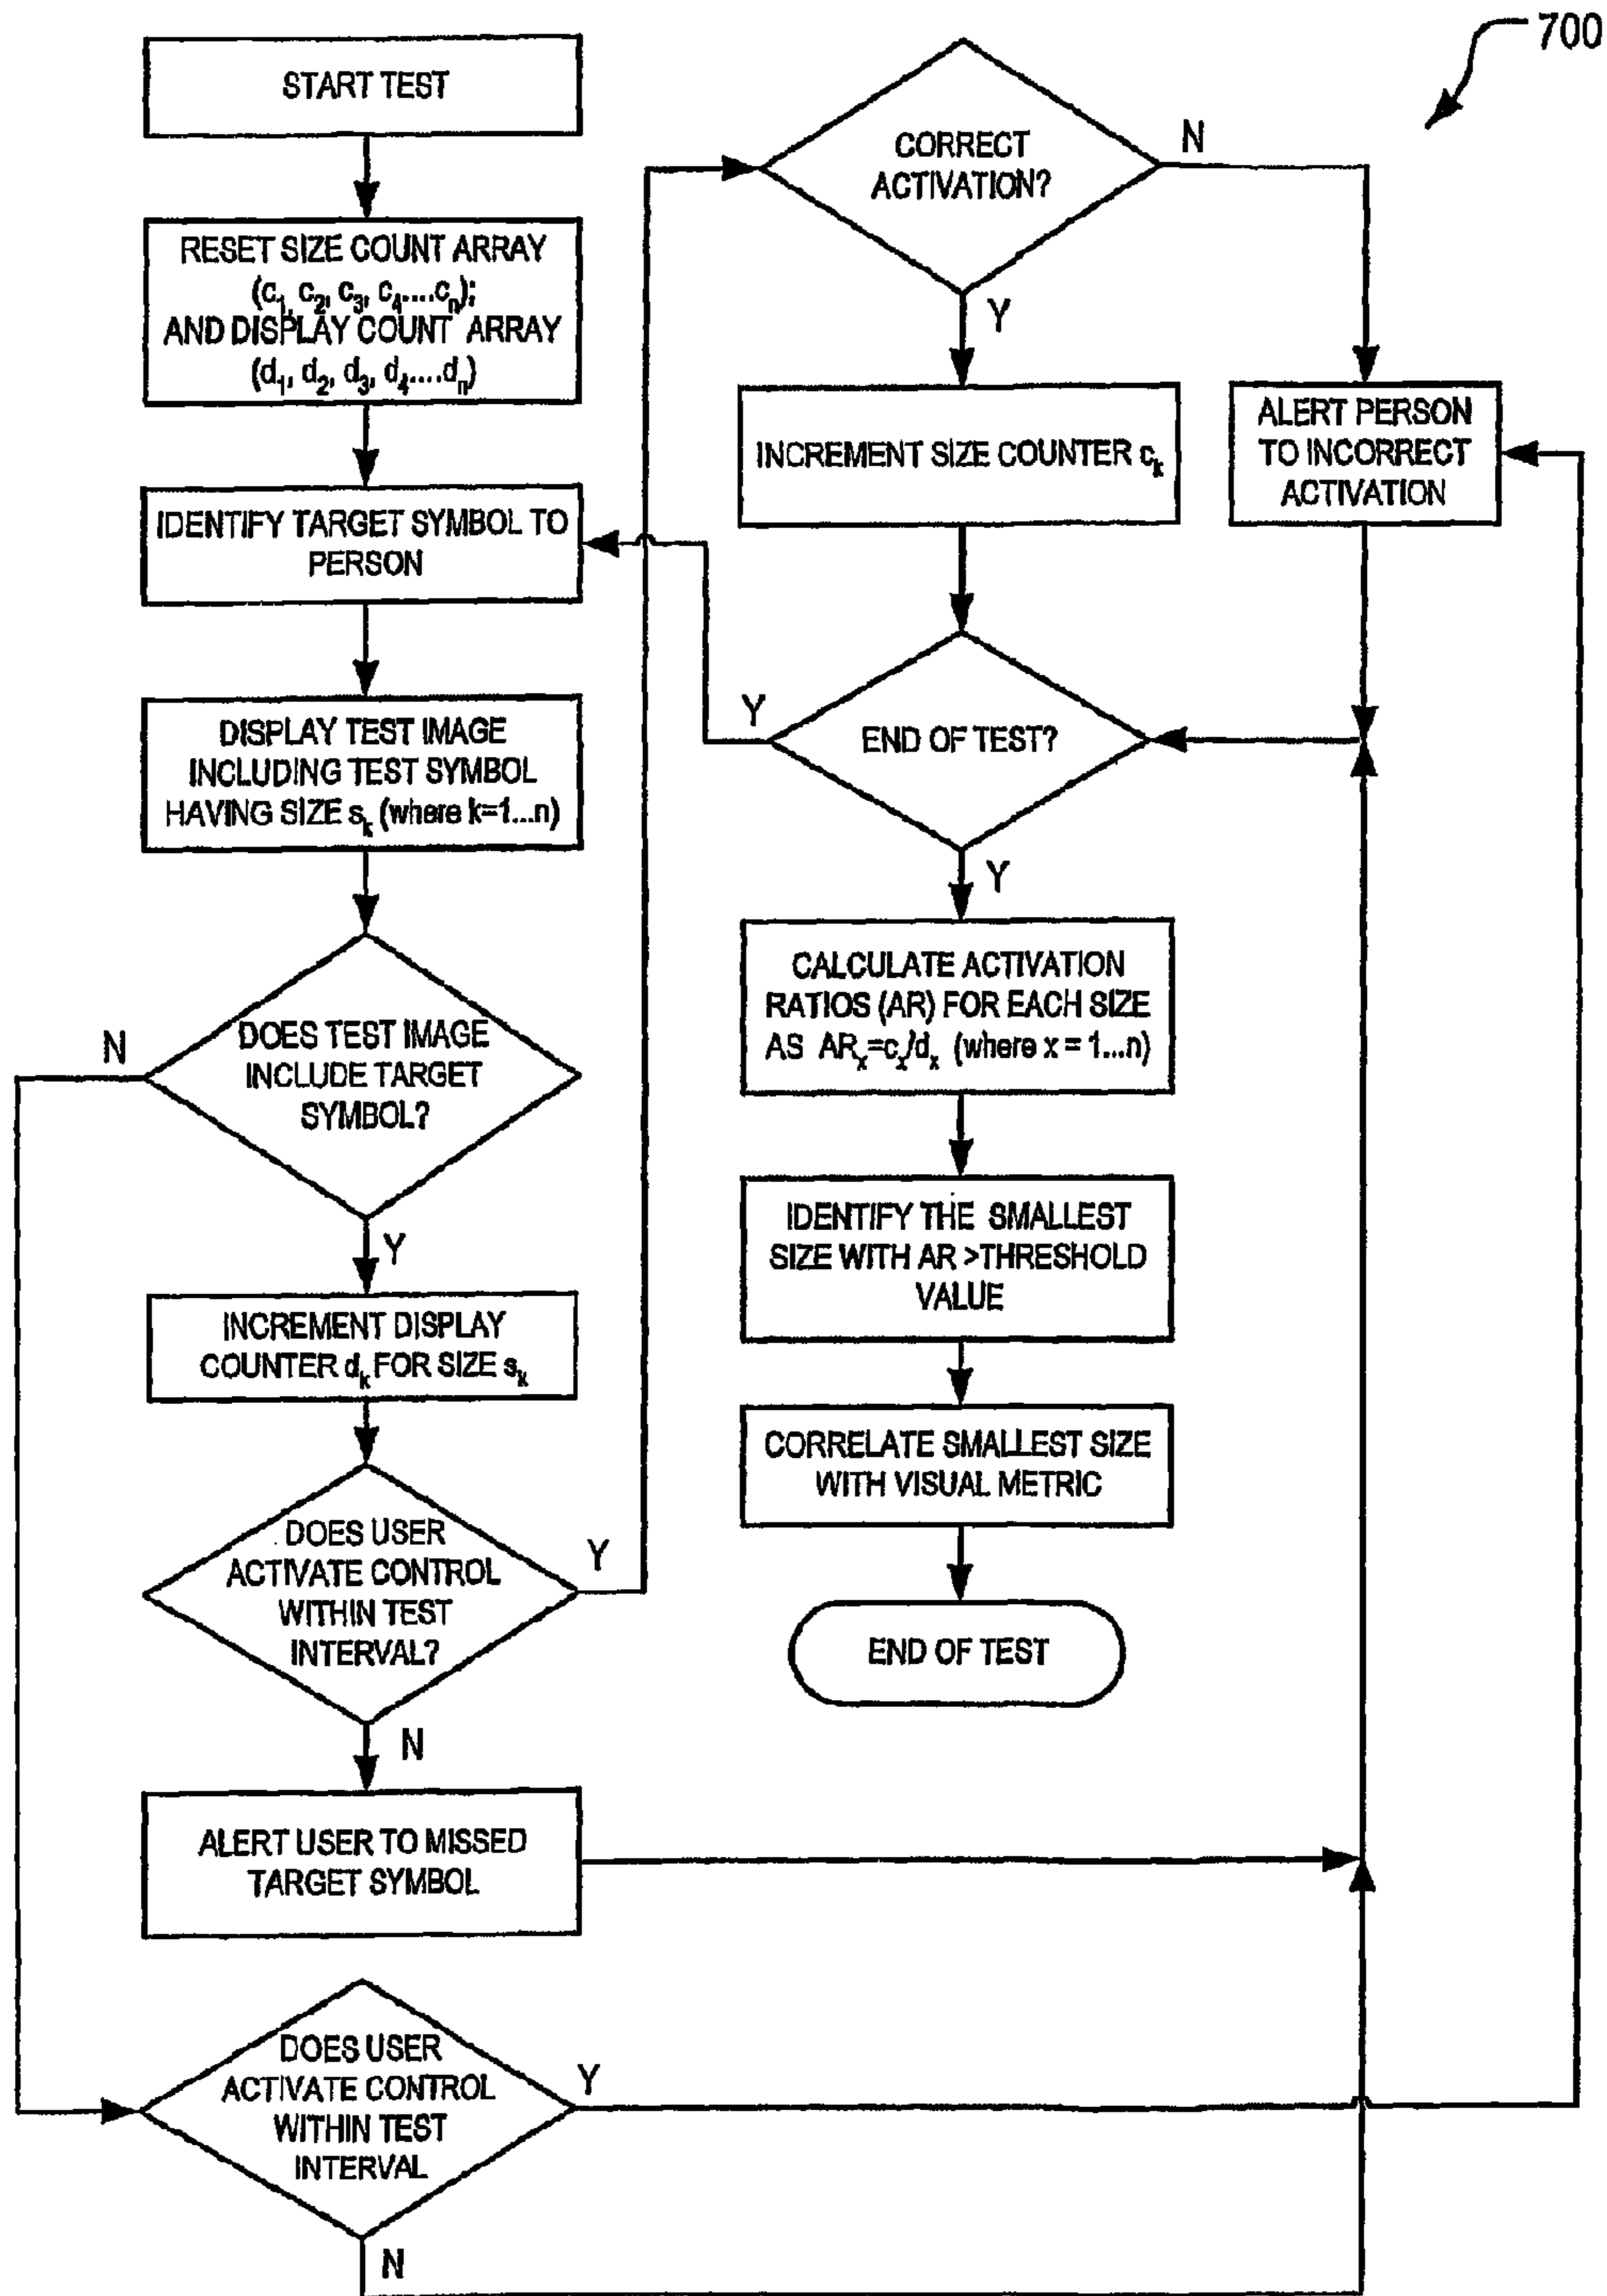 700
START TEST
RESET SIZE COUNT ARRAY
(c₁, c₂, c₃, c₄....cₙ);
AND DISPLAY COUNT ARRAY
(d₁, d₂, d₃, d₄....dₙ)
IDENTIFY TARGET SYMBOL TO
PERSON
DISPLAY TEST IMAGE
INCLUDING TEST SYMBOL
HAVING SIZE sₖ (where k=1...n)
DOES TEST IMAGE
INCLUDE TARGET
SYMBOL?
N
Y
INCREMENT DISPLAY
COUNTER dₖ FOR SIZE sₖ
DOES USER
ACTIVATE CONTROL
WITHIN TEST
INTERVAL?
Y
N
ALERT USER TO MISSED
TARGET SYMBOL
DOES USER
ACTIVATE CONTROL
WITHIN TEST
INTERVAL
Y
N
CORRECT
ACTIVATION?
N
Y
INCREMENT SIZE COUNTER cₖ
ALERT PERSON
TO INCORRECT
ACTIVATION
END OF TEST?
Y
Y
CALCULATE ACTIVATION
RATIOS (AR) FOR EACH SIZE
AS ARₓ=cₓ/dₓ (where x = 1...n)
IDENTIFY THE SMALLEST
SIZE WITH AR >THRESHOLD
VALUE
CORRELATE SMALLEST SIZE
WITH VISUAL METRIC
END OF TEST